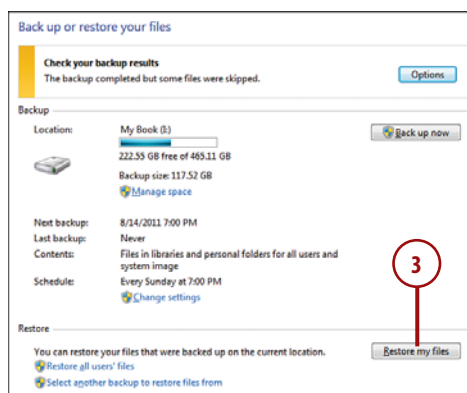 Back up or restore your files
Check your backup results
The backup completed but some files were skipped.
Options
Backup
Location: My Book (I:)
Back up now
222.55 GB free of 465.11 GB
Backup size: 117.52 GB
Manage space
Next backup: 8/14/2011 7:00 PM
Last backup: Never
Contents: Files in libraries and personal folders for all users and
system image
Schedule: Every Sunday at 7:00 PM
Change settings
3
Restore
You can restore your files that were backed up on the current location.
Restore my files
Restore all users' files
Select another backup to restore files from